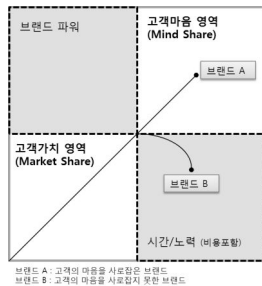 브랜드 파워
고객마음 영역
(Mind Share)
브랜드 A
고객가치 영역
(Market Share)
브랜드 B
시간/노력 (비용포함)
브랜드 A : 고객의 마음을 사로잡은 브랜드
브랜드 B : 고객의 마음을 사로잡지 못한 브랜드